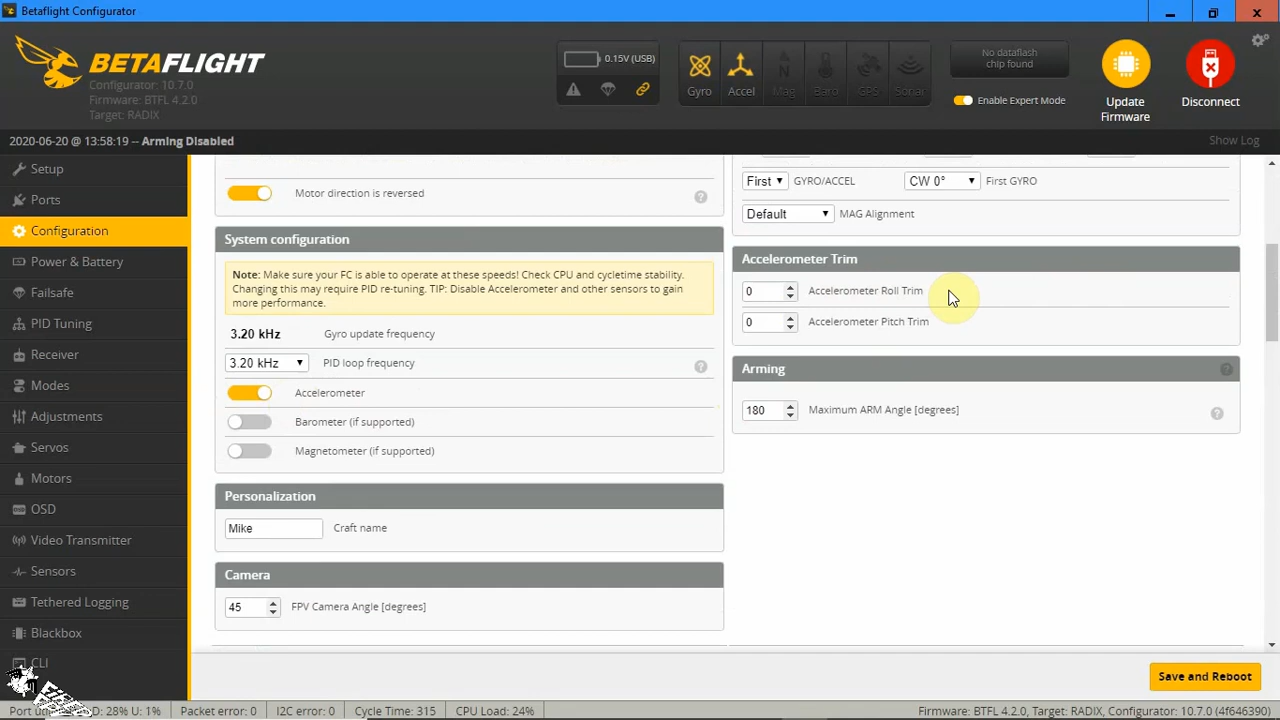 Betaflight Configurator
BETAFLIGHT
Configurator: 10.7.0
Firmware: BTFL 4.2.0
Target: RADIX
0.15V (USB)
Gyro
Accel
Mag
Baro
GPS
Sonar
No dataflash
chip found
Enable Expert Mode
Update
Firmware
Disconnect
2020-06-20 @ 13:58:19 -- Arming Disabled
Show Log
Setup
Ports
Configuration
Power & Battery
Failsafe
PID Tuning
Receiver
Modes
Adjustments
Servos
Motors
OSD
Video Transmitter
Sensors
Tethered Logging
Blackbox
CLI
Motor direction is reversed
System configuration
Note: Make sure your FC is able to operate at these speeds! Check CPU and cycletime stability.
Changing this may require PID re-tuning. TIP: Disable Accelerometer and other sensors to gain
more performance.
3.20 kHz Gyro update frequency
3.20 kHz PID loop frequency
Accelerometer
Barometer (if supported)
Magnetometer (if supported)
Personalization
Mike Craft name
Camera
45 FPV Camera Angle [degrees]
First GYRO/ACCEL CW 0° First GYRO
Default MAG Alignment
Accelerometer Trim
0 Accelerometer Roll Trim
0 Accelerometer Pitch Trim
Arming
180 Maximum ARM Angle [degrees]
Save and Reboot
Port D: 28% U: 1% Packet error: 0 I2C error: 0 Cycle Time: 315 CPU Load: 24% Firmware: BTFL 4.2.0, Target: RADIX, Configurator: 10.7.0 (4f646390)